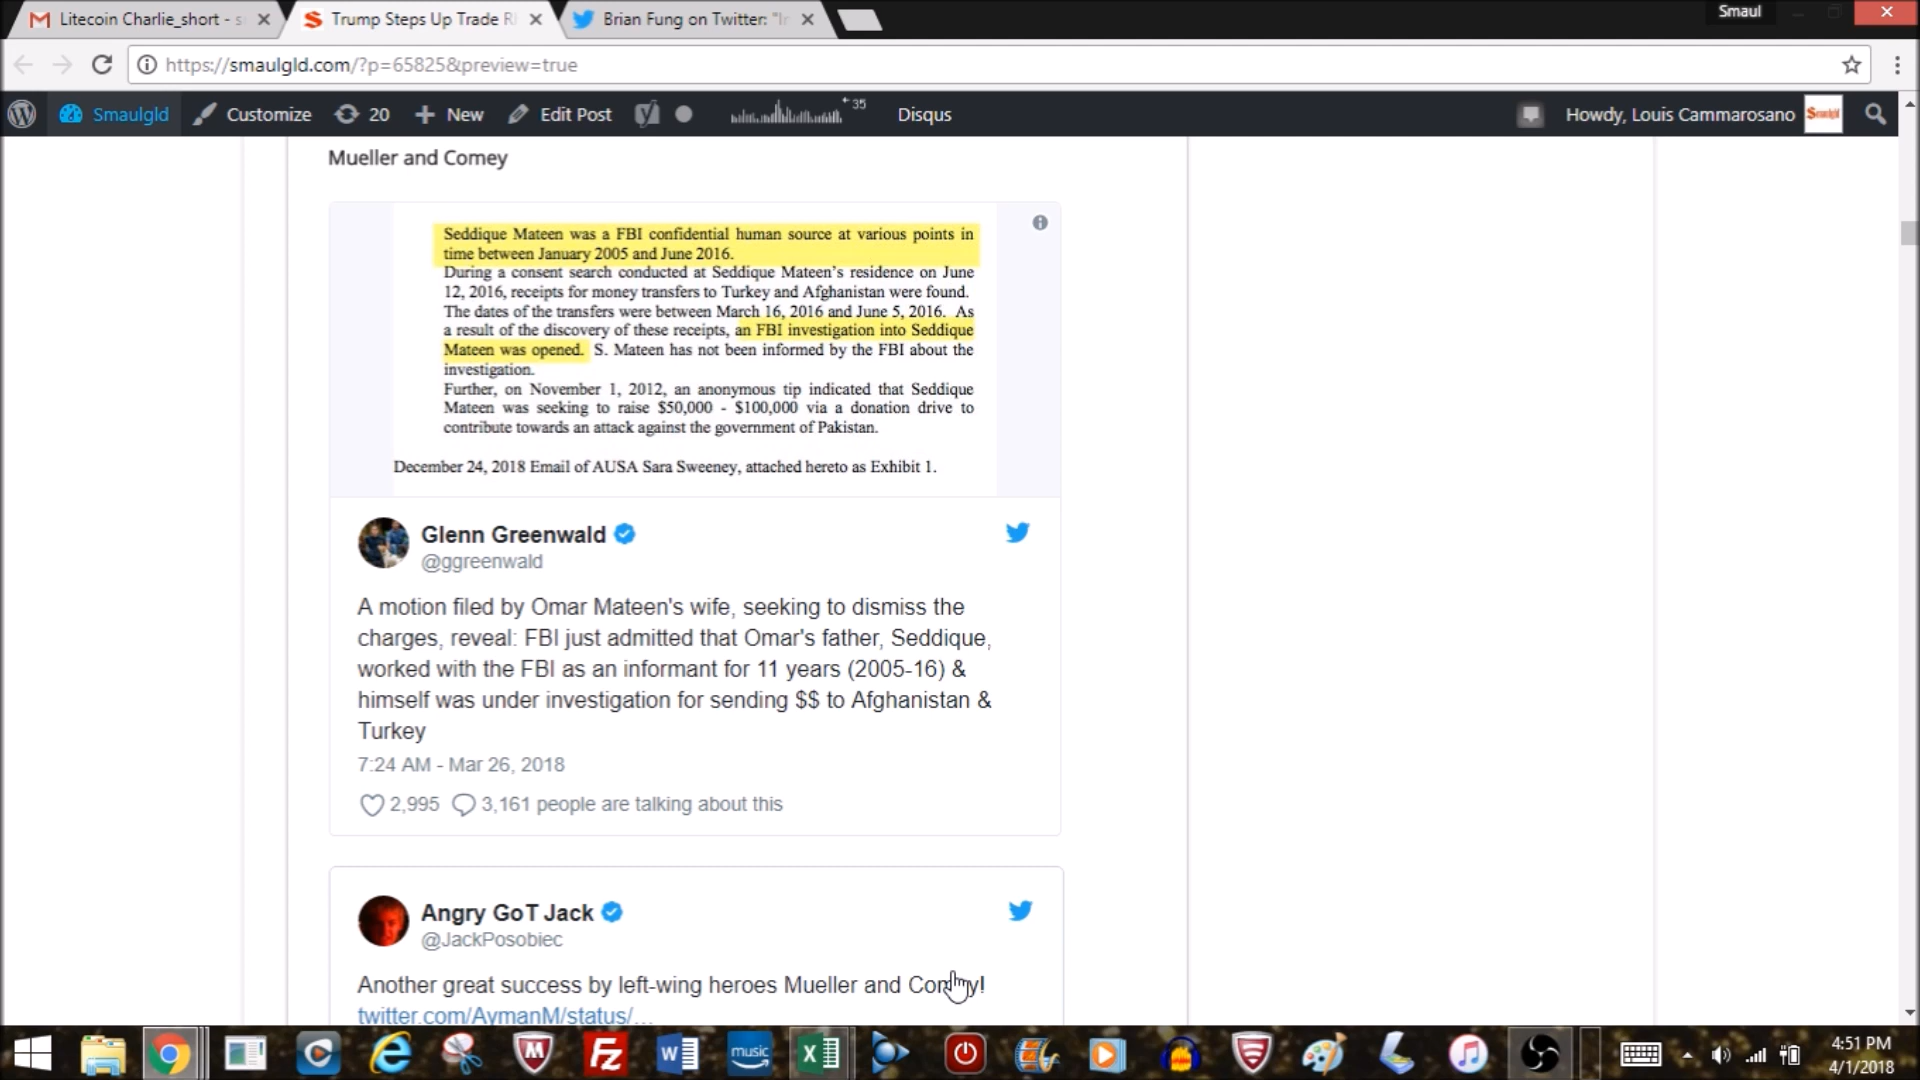 Litecoin Charlie_short - s
Trump Steps Up Trade R
Brian Fung on Twitter: "Ir
Smaul
https://smaulgld.com/?p=65825&preview=true
Smaulgld
Customize
20
New
Edit Post
35
Disqus
Howdy, Louis Cammarosano
Smaulgld
Mueller and Comey
Seddique Mateen was a FBI confidential human source at various points in
time between January 2005 and June 2016.
During a consent search conducted at Seddique Mateen's residence on June
12, 2016, receipts for money transfers to Turkey and Afghanistan were found.
The dates of the transfers were between March 16, 2016 and June 5, 2016. As
a result of the discovery of these receipts, an FBI investigation into Seddique
Mateen was opened. S. Mateen has not been informed by the FBI about the
investigation.
Further, on November 1, 2012, an anonymous tip indicated that Seddique
Mateen was seeking to raise $50,000 - $100,000 via a donation drive to
contribute towards an attack against the government of Pakistan.
December 24, 2018 Email of AUSA Sara Sweeney, attached hereto as Exhibit 1.
Glenn Greenwald
@ggreenwald
A motion filed by Omar Mateen's wife, seeking to dismiss the
charges, reveal: FBI just admitted that Omar's father, Seddique,
worked with the FBI as an informant for 11 years (2005-16) &
himself was under investigation for sending $$ to Afghanistan &
Turkey
7:24 AM - Mar 26, 2018
2,995 3,161 people are talking about this
Angry GoT Jack
@JackPosobiec
Another great success by left-wing heroes Mueller and Comey!
twitter.com/AymanM/status/...
music
4:51 PM
4/1/2018